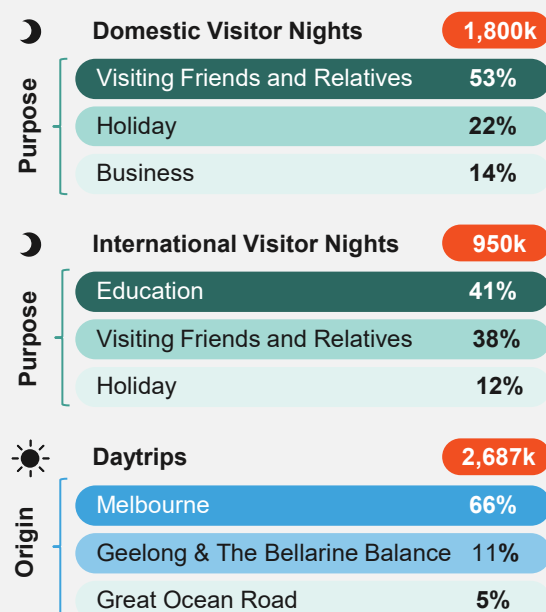 Domestic Visitor Nights 1,800k
Purpose
Visiting Friends and Relatives 53%
Holiday 22%
Business 14%
International Visitor Nights 950k
Purpose
Education 41%
Visiting Friends and Relatives 38%
Holiday 12%
Daytrips 2,687k
Origin
Melbourne 66%
Geelong & The Bellarine Balance 11%
Great Ocean Road 5%